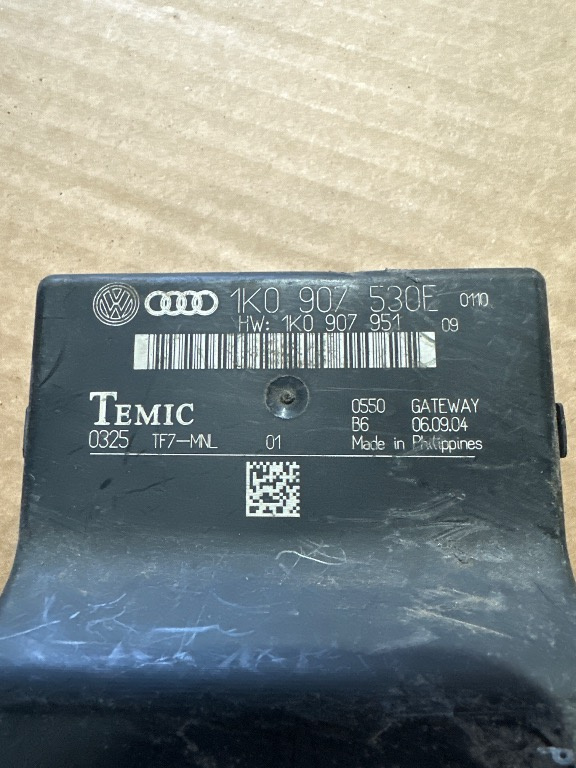 1K0 907 530E 0110
HW: 1K0 907 951 09
TEMIC 0550 GATEWAY
B6 06.09.04
0325 TF7-MNL 01 Made in Philippines